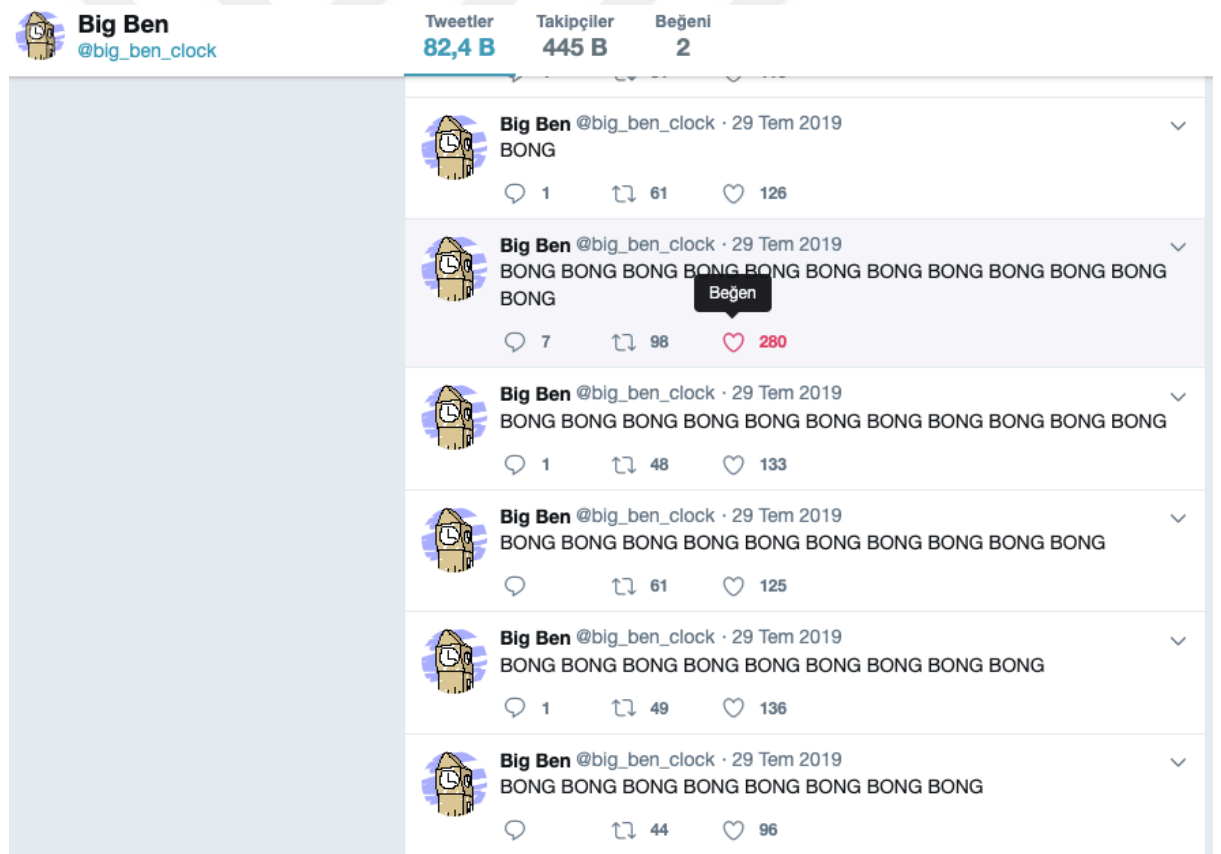 Big Ben
@big_ben_clock
Tweetler Takipçiler Beğeni
82,4 B 445 B 2
Big Ben @big_ben_clock · 29 Tem 2019
BONG
1 61 126
Big Ben @big_ben_clock · 29 Tem 2019
BONG BONG BONG BONG BONG BONG BONG BONG BONG BONG BONG
BONG
Beğen
7 98 280
Big Ben @big_ben_clock · 29 Tem 2019
BONG BONG BONG BONG BONG BONG BONG BONG BONG BONG BONG
1 48 133
Big Ben @big_ben_clock · 29 Tem 2019
BONG BONG BONG BONG BONG BONG BONG BONG BONG BONG
61 125
Big Ben @big_ben_clock · 29 Tem 2019
BONG BONG BONG BONG BONG BONG BONG BONG BONG
1 49 136
Big Ben @big_ben_clock · 29 Tem 2019
BONG BONG BONG BONG BONG BONG BONG BONG
44 96